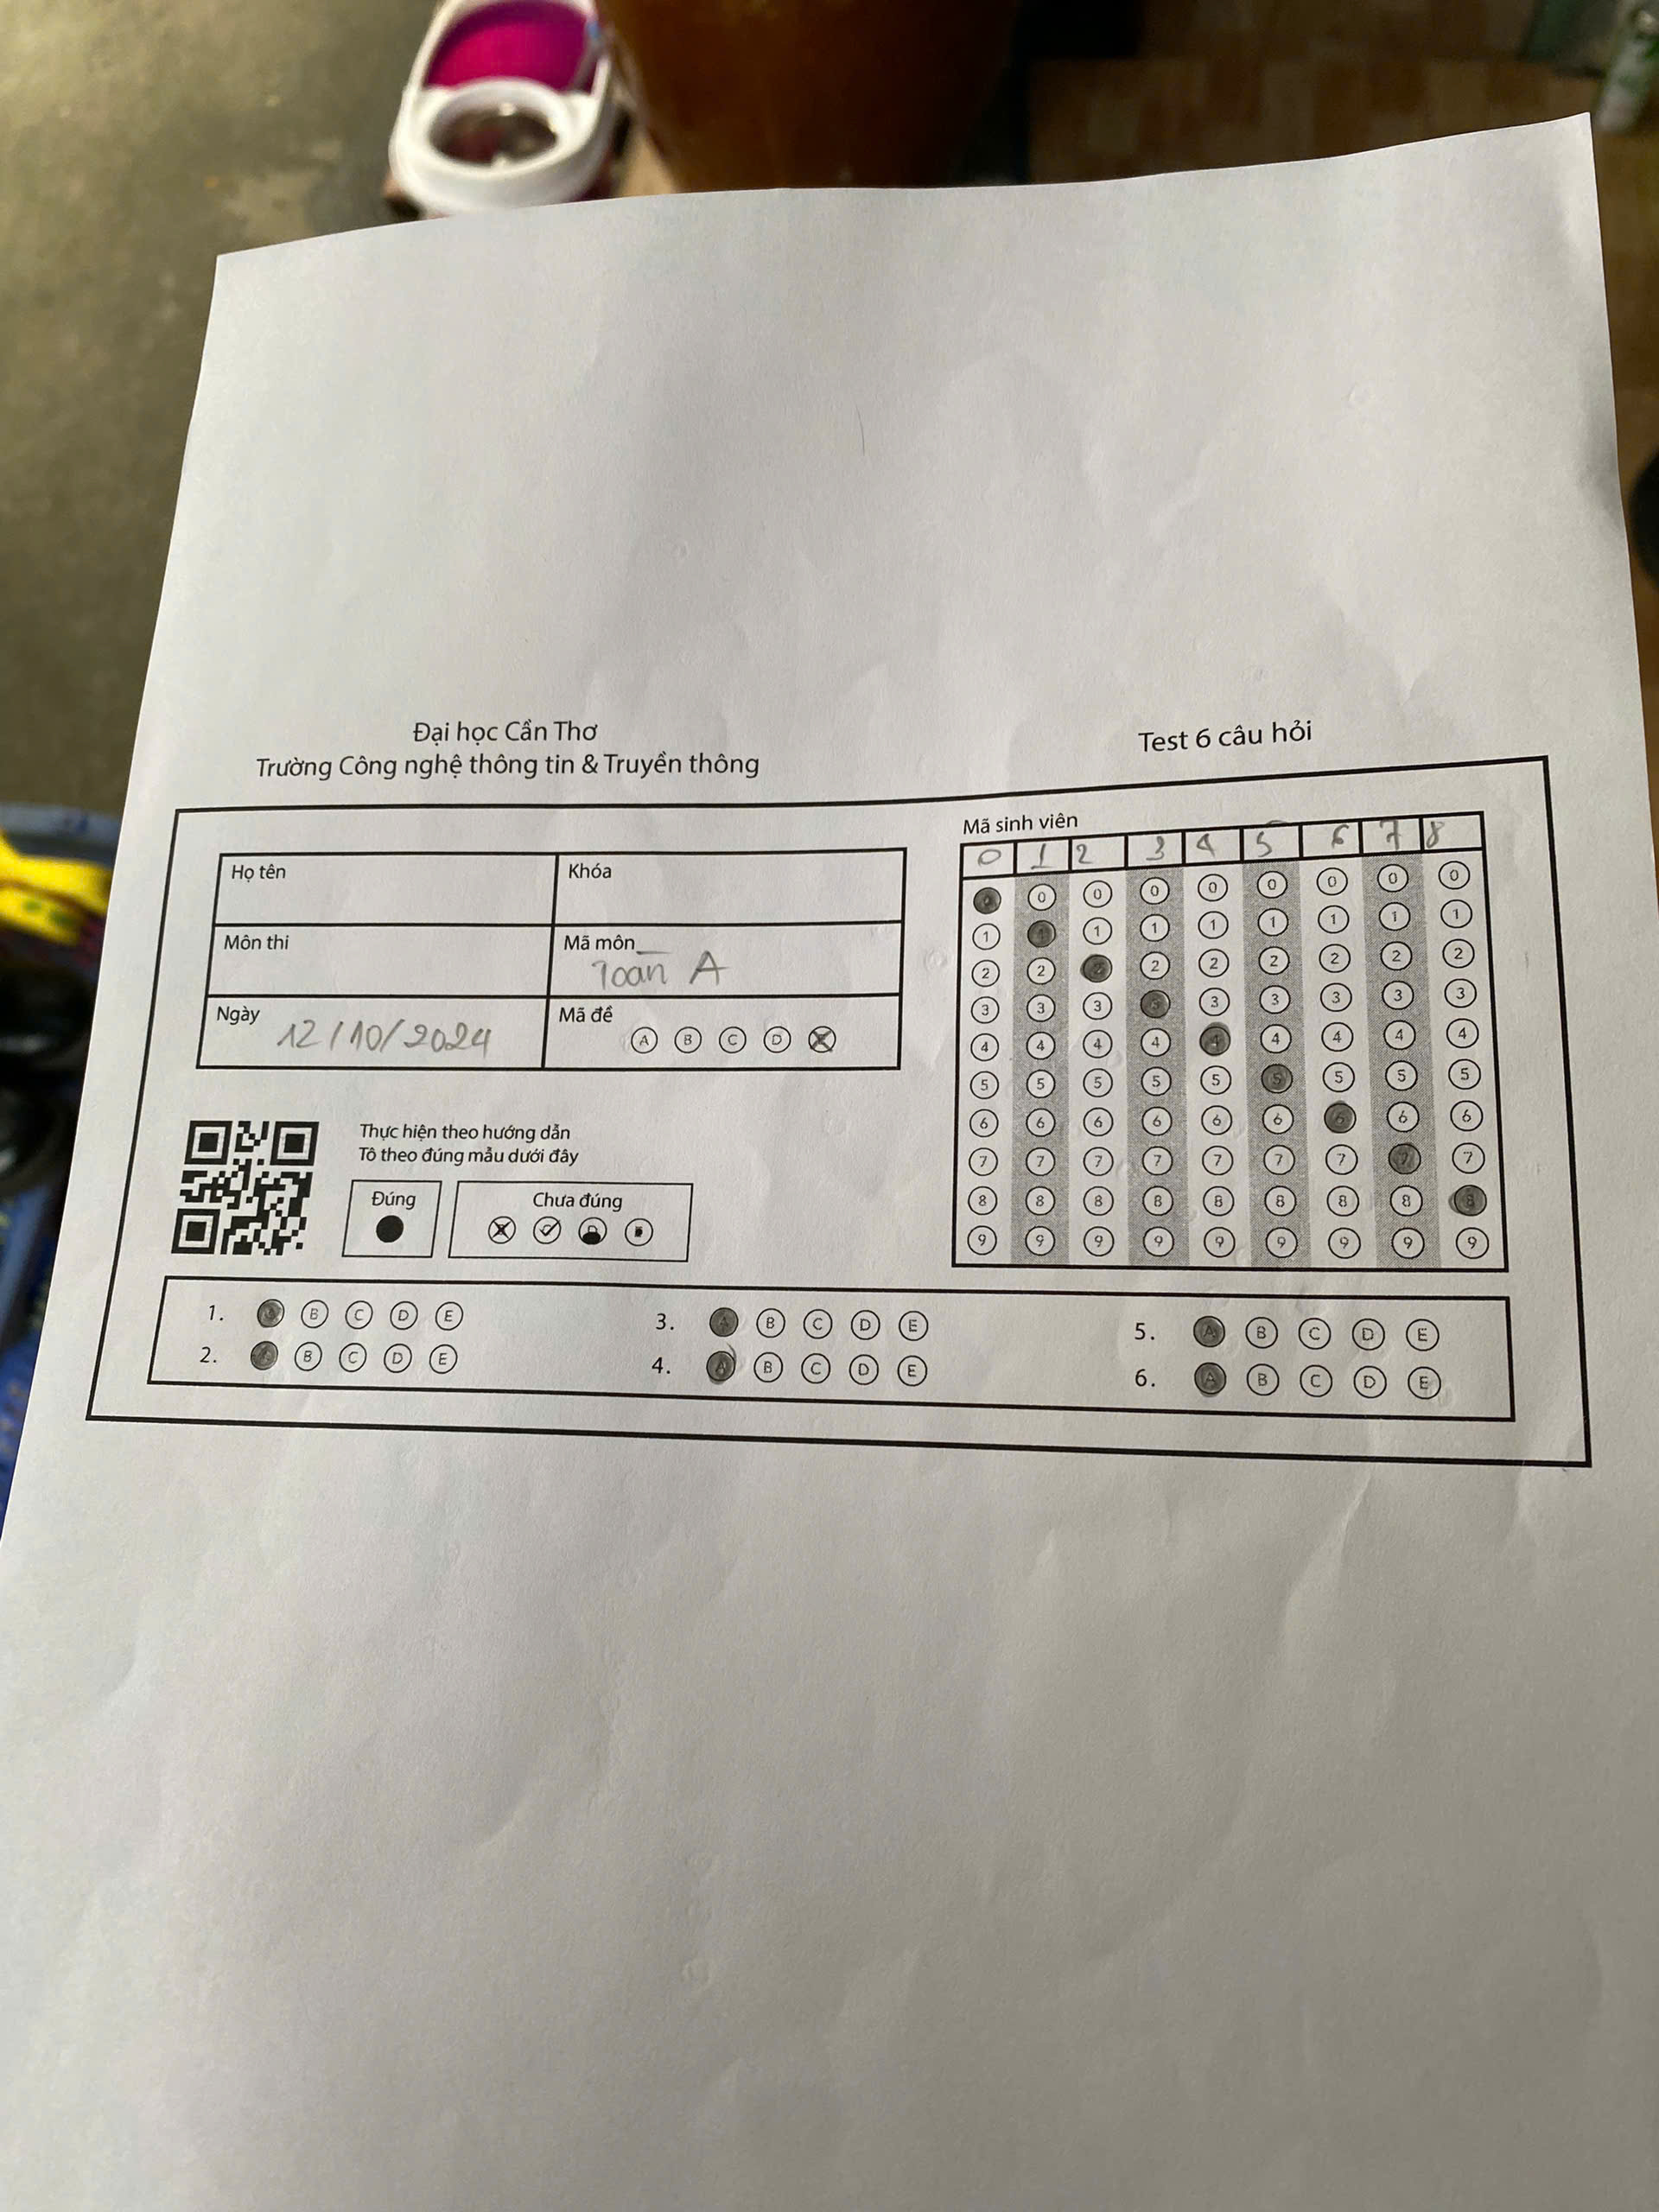 Đại học Cần Thơ
Trường Công nghệ thông tin & Truyền thông
Test 6 câu hỏi
Họ tên
Khóa
Môn thi
Mã môn
Toán A
Ngày 12/10/2024
Mã đề
A B C D
Thực hiện theo hướng dẫn
Tô theo đúng mẫu dưới đây
Đúng
Chưa đúng
Mã sinh viên
0 1 2 3 4 5 6 7 8
0 0 0 0 0 0 0 0
1 1 1 1 1 1 1 1 1
2 2 2 2 2 2 2 2 2
3 3 3 3 3 3 3 3 3
4 4 4 4 4 4 4 4 4
5 5 5 5 5 5 5 5 5
6 6 6 6 6 6 6 6 6
7 7 7 7 7 7 7 7 7
8 8 8 8 8 8 8 8 8
9 9 9 9 9 9 9 9 9
1. A B C D E
2. A B C D E
3. A B C D E
4. A B C D E
5. A B C D E
6. A B C D E